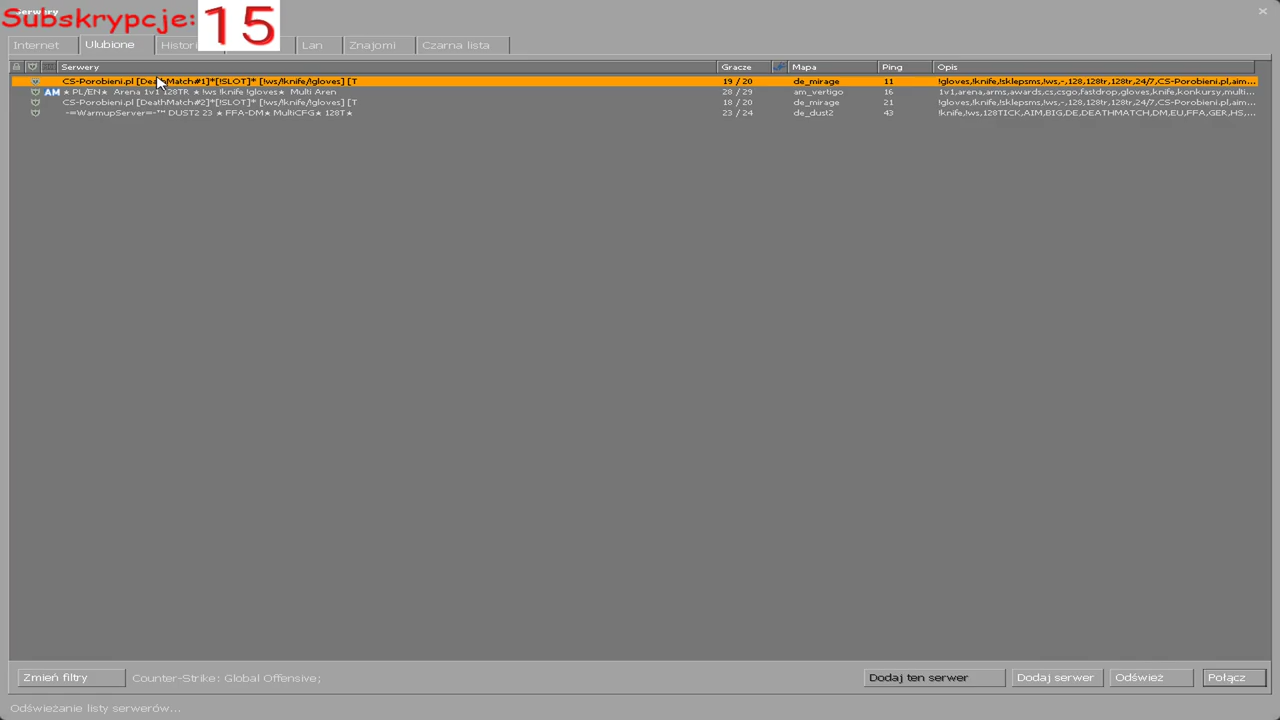 Serwery
Subskrypcje: 15
Internet Ulubione Histori Lan Znajomi Czarna lista
Serwery Gracze Mapa Ping Opis
CS-Porobieni.pl [DeathMatch#1]*[!SLOT]* [!ws/!knife/!gloves] [T 19 / 20 de_mirage 11 !gloves,!knife,!sklepsms,!ws,-,128,128tr,128tr,24/7,CS-Porobieni.pl,aim...
AM ★ PL/EN★ Arena 1v1 128TR ★ !ws !knife !gloves★ Multi Aren 28 / 29 am_vertigo 16 1v1,arena,arms,awards,cs,csgo,fastdrop,gloves,knife,konkursy,multi...
CS-Porobieni.pl [DeathMatch#2]*[!SLOT]* [!ws/!knife/!gloves] [T 18 / 20 de_mirage 21 !gloves,!knife,!sklepsms,!ws,-,128,128tr,128tr,24/7,CS-Porobieni.pl,aim...
-=WarmupServer=-™ DUST2 23 ★ FFA-DM★ MultiCFG★ 128T★ 23 / 24 de_dust2 43 !knife,!ws,128TICK,AIM,BIG,DE,DEATHMATCH,DM,EU,FFA,GER,HS,...
Zmień filtry Counter-Strike: Global Offensive; Dodaj ten serwer Dodaj serwer Odśwież Połącz
Odświeżanie listy serwerów...